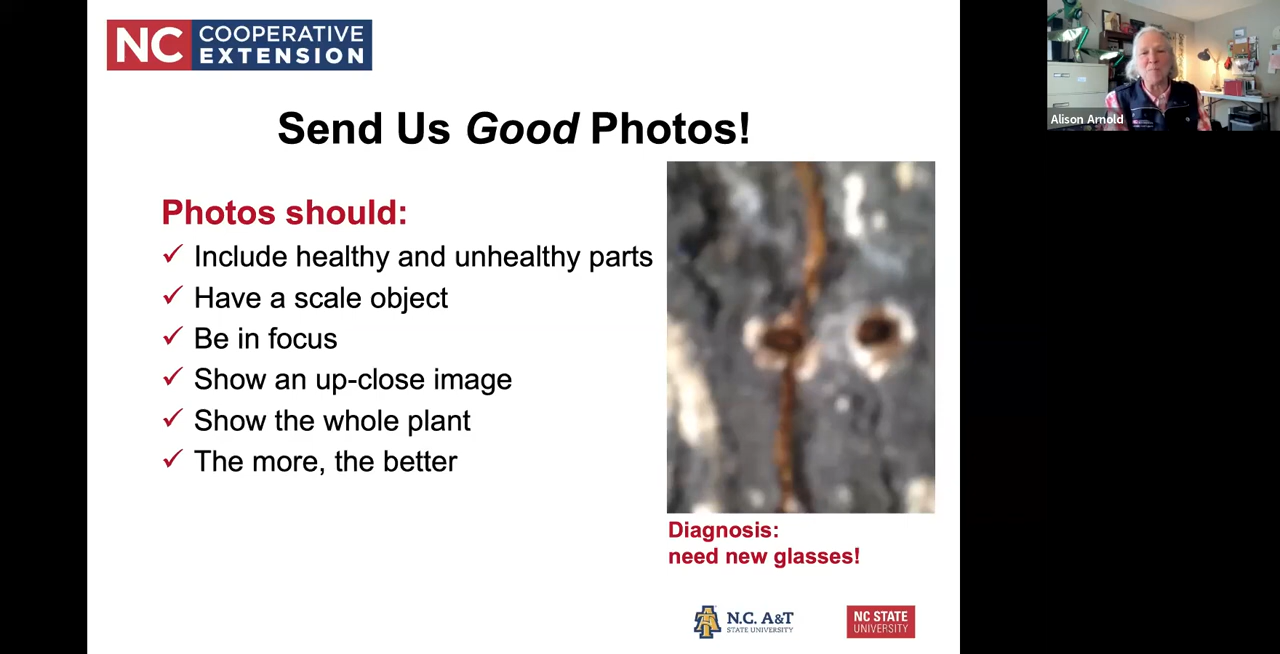 NC COOPERATIVE
EXTENSION
Alison Arnold
Send Us Good Photos!
Photos should:
Include healthy and unhealthy parts
Have a scale object
Be in focus
Show an up-close image
Show the whole plant
The more, the better
Diagnosis:
need new glasses!
N.C. A&T
STATE UNIVERSITY
NC STATE
UNIVERSITY